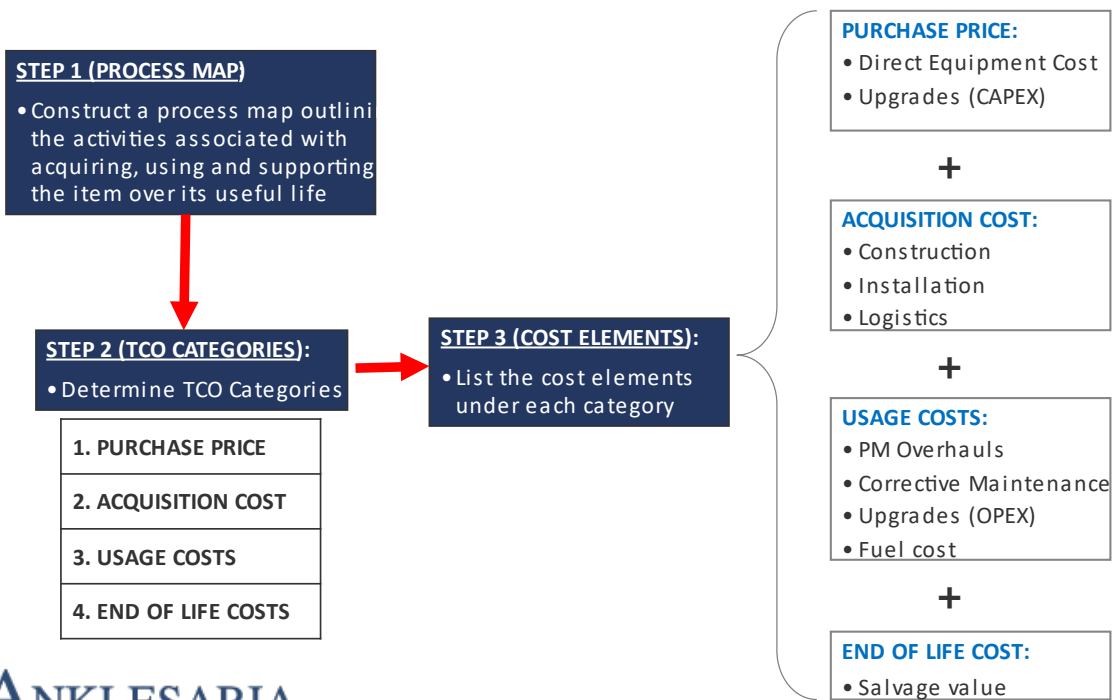 STEP 1 (PROCESS MAP)
• Construct a process map outlini
the activities associated with
acquiring, using and supporting
the item over its useful life
STEP 2 (TCO CATEGORIES):
• Determine TCO Categories
1. PURCHASE PRICE
2. ACQUISITION COST
3. USAGE COSTS
4. END OF LIFE COSTS
STEP 3 (COST ELEMENTS):
• List the cost elements
under each category
PURCHASE PRICE:
• Direct Equipment Cost
• Upgrades (CAPEX)
+
ACQUISITION COST:
• Construction
• Installation
• Logistics
+
USAGE COSTS:
• PM Overhauls
• Corrective Maintenance
• Upgrades (OPEX)
• Fuel cost
+
END OF LIFE COST:
• Salvage value
ANKLESARIA